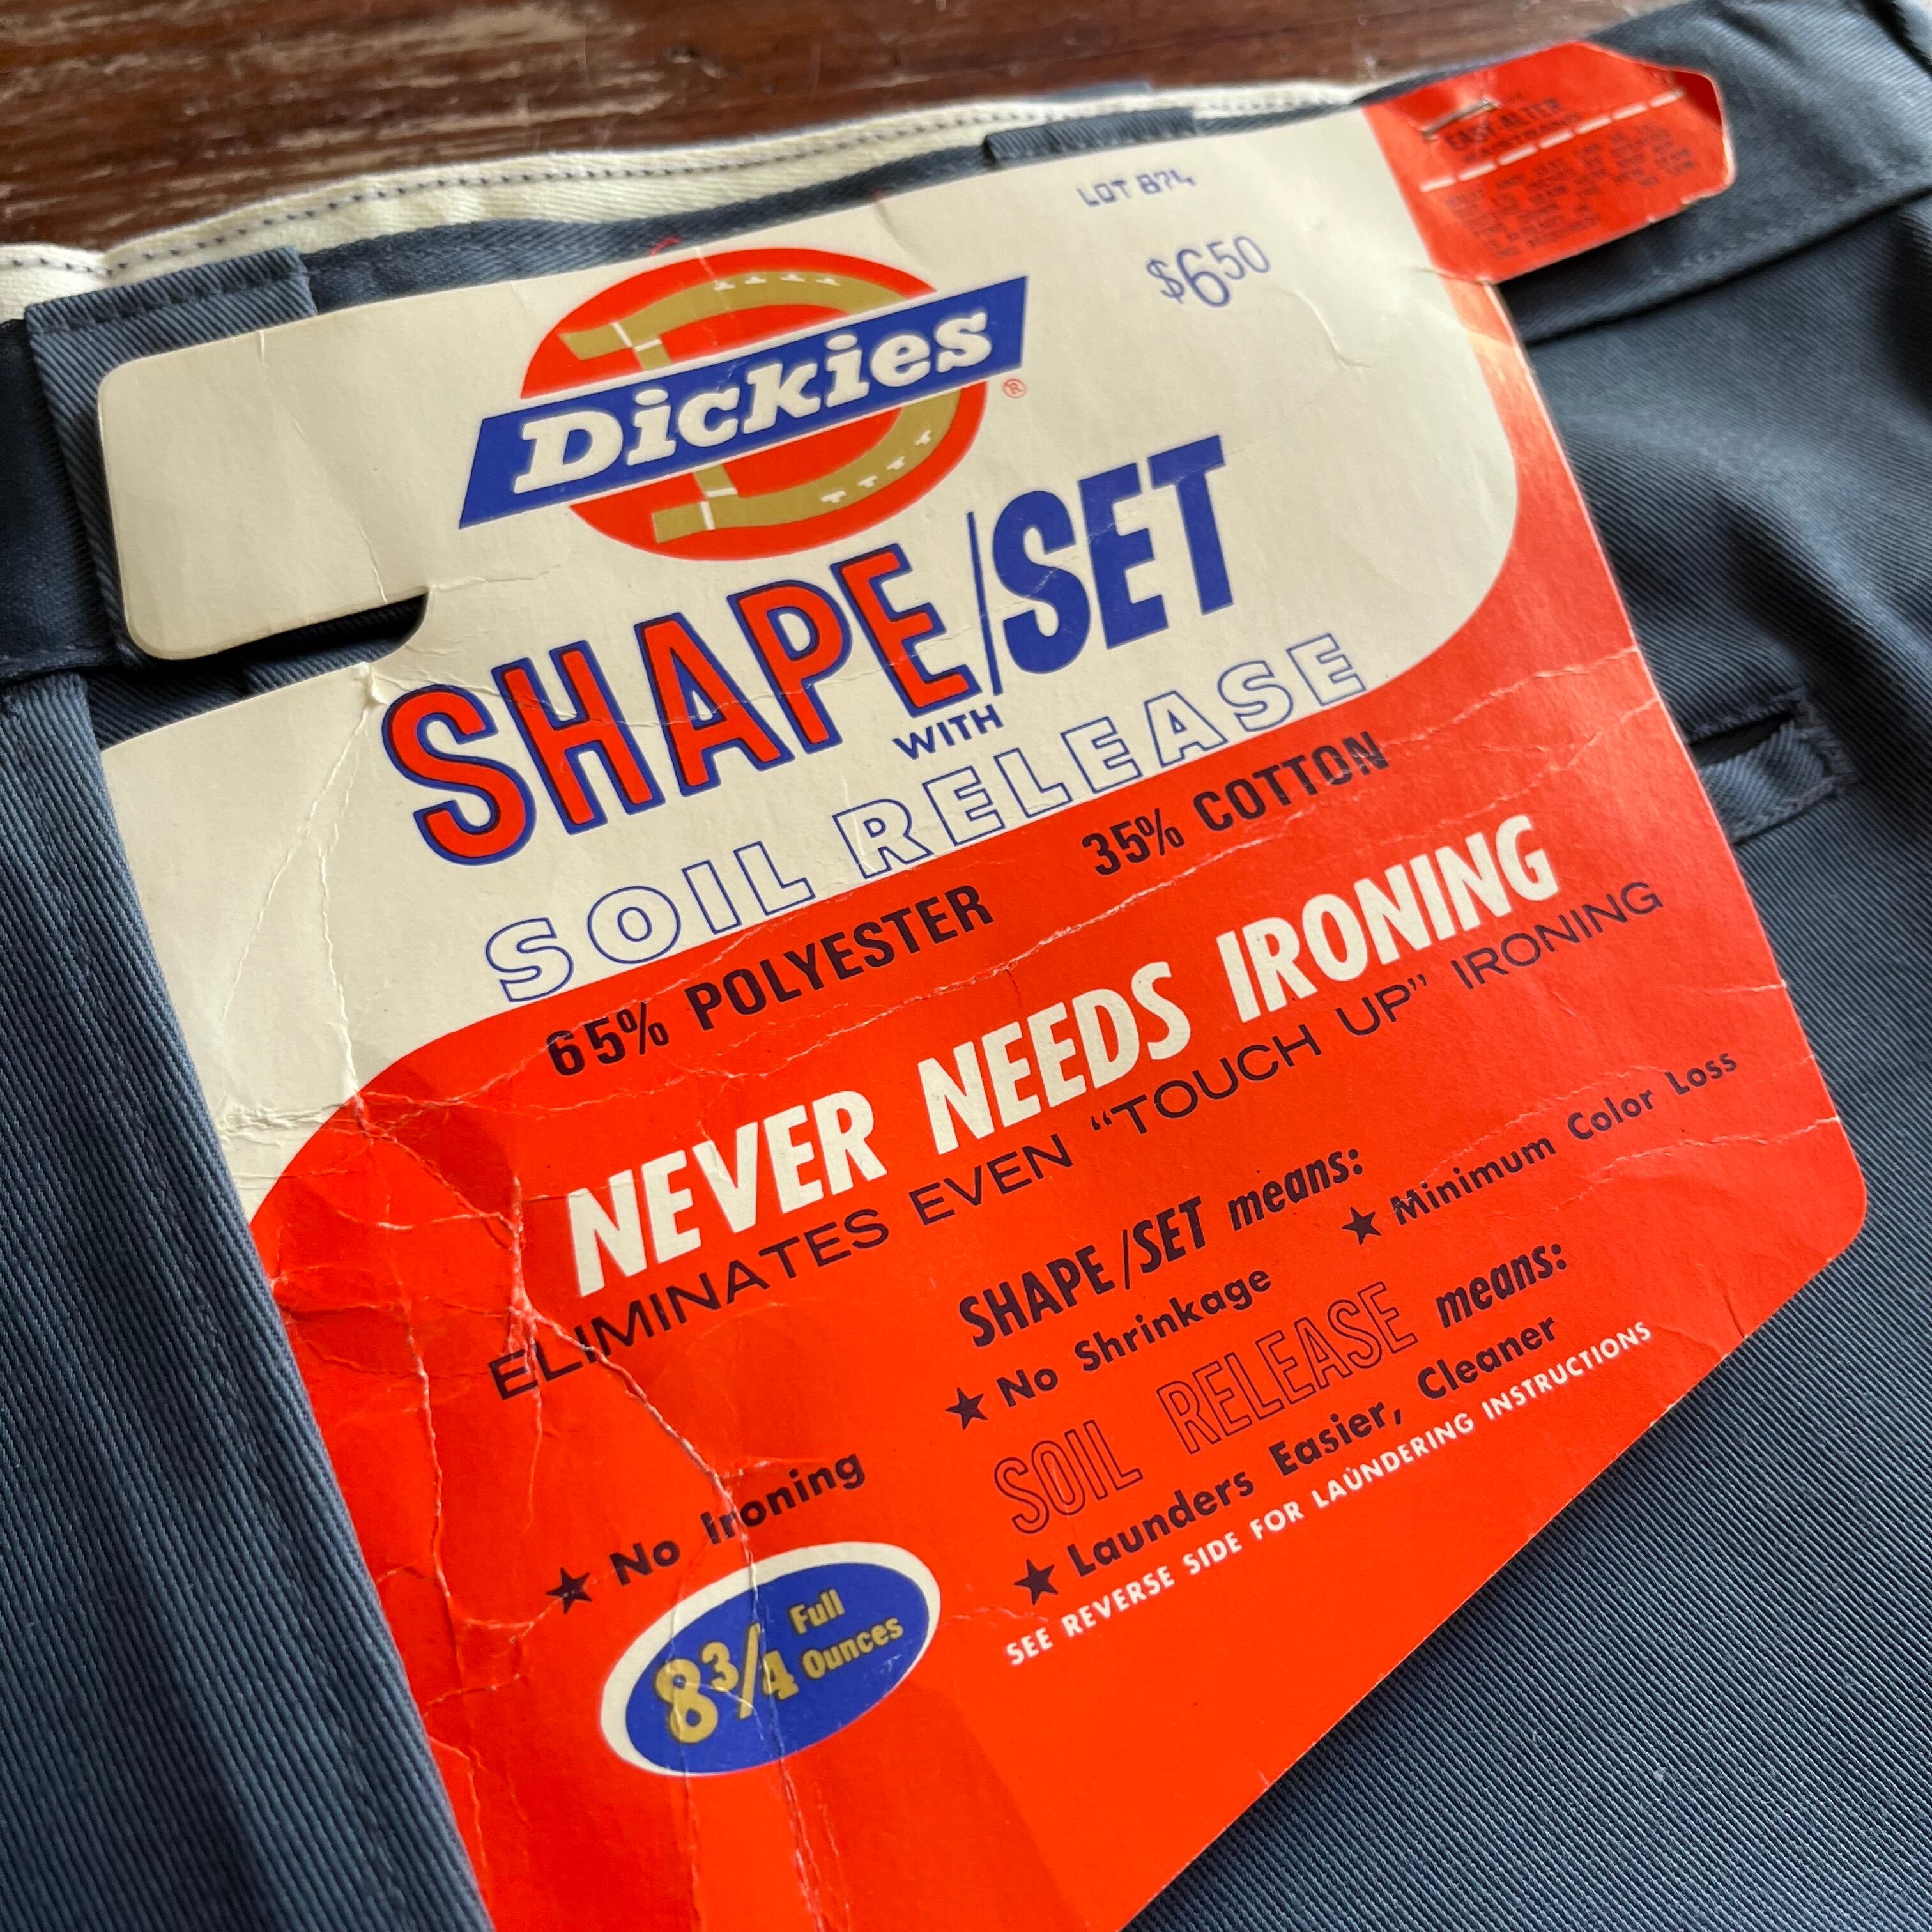 EASY ALTER
LOT 874
$6.50
Dickies®
SHAPE/SET
WITH
SOIL RELEASE
65% POLYESTER 35% COTTON
NEVER NEEDS IRONING
ELIMINATES EVEN “TOUCH UP” IRONING
SHAPE/SET means:
★ No Ironing ★ No Shrinkage ★ Minimum Color Loss
SOIL RELEASE means:
★ Launders Easier, Cleaner
SEE REVERSE SIDE FOR LAUNDERING INSTRUCTIONS
8¾ Full
Ounces